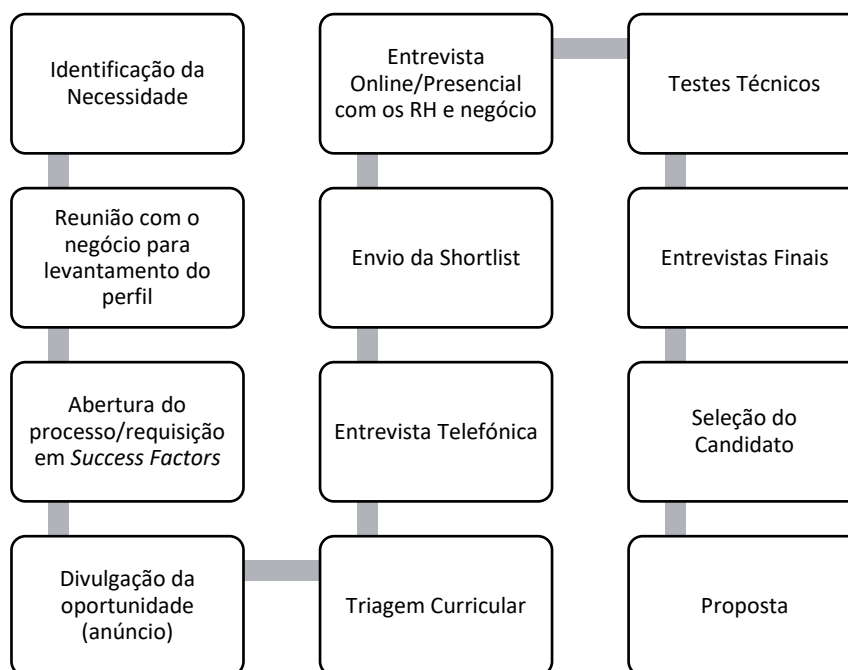 Identificação da
Necessidade
Reunião com o
negócio para
levantamento do
perfil
Abertura do
processo/requisição
em Success Factors
Divulgação da
oportunidade
(anúncio)
Triagem Curricular
Entrevista Telefónica
Envio da Shortlist
Entrevista
Online/Presencial
com os RH e negócio
Testes Técnicos
Entrevistas Finais
Seleção do
Candidato
Proposta